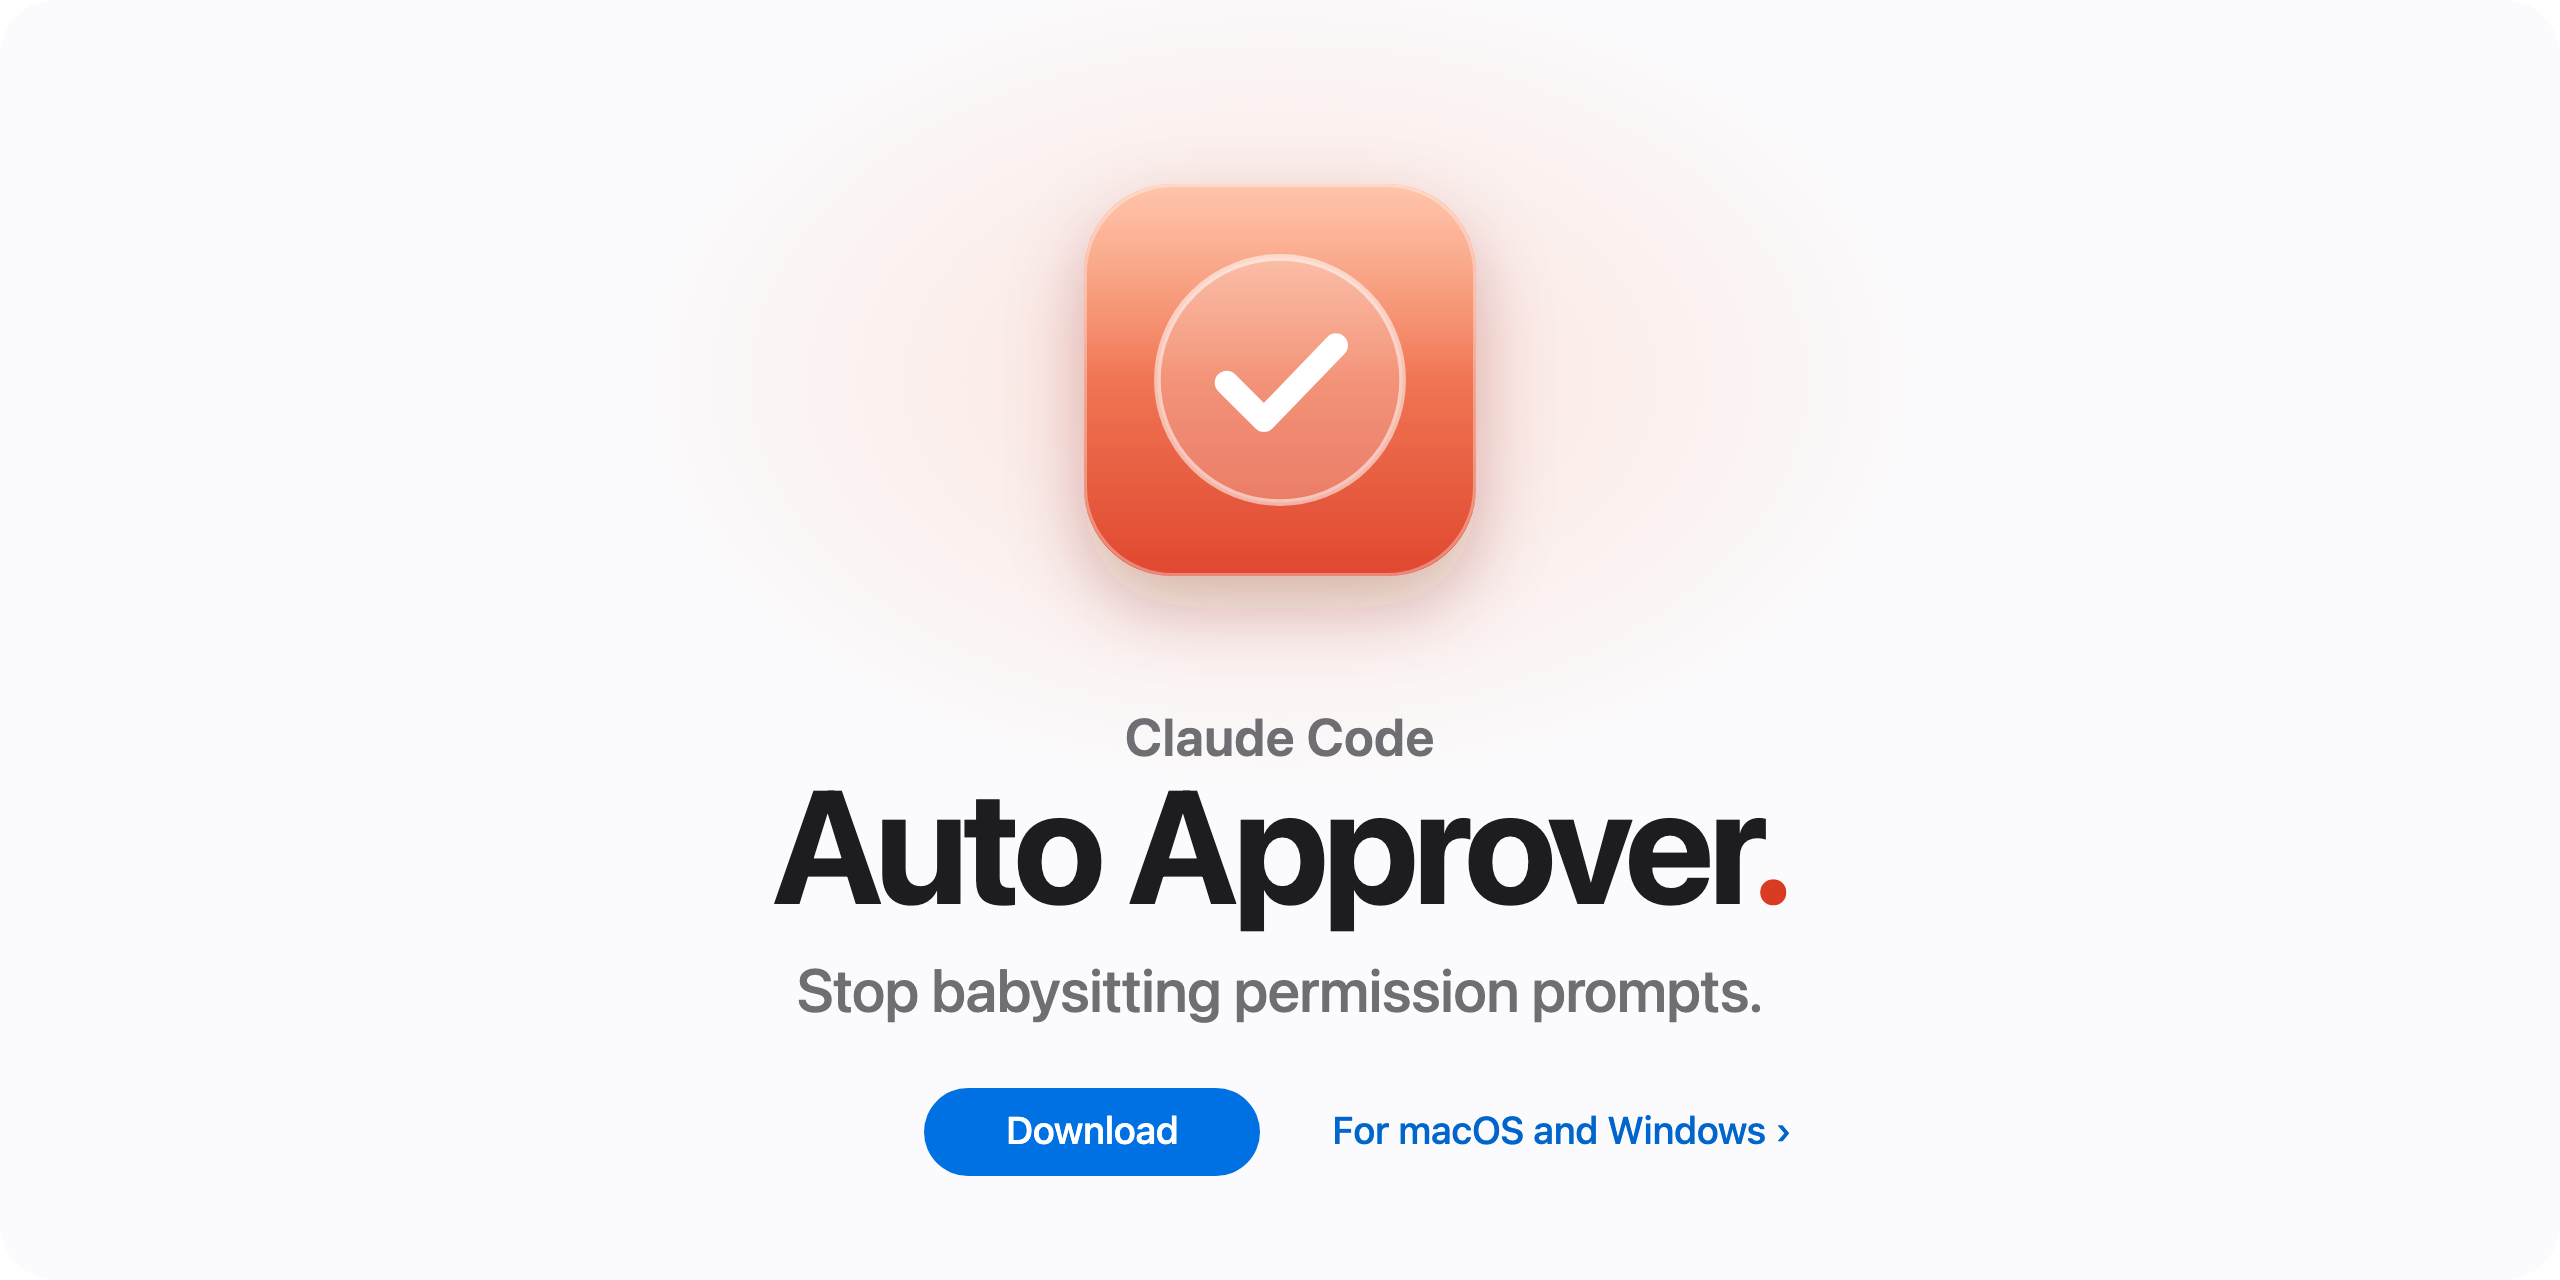 Claude Code
Auto Approver.
Stop babysitting permission prompts.
Download
For macOS and Windows ›